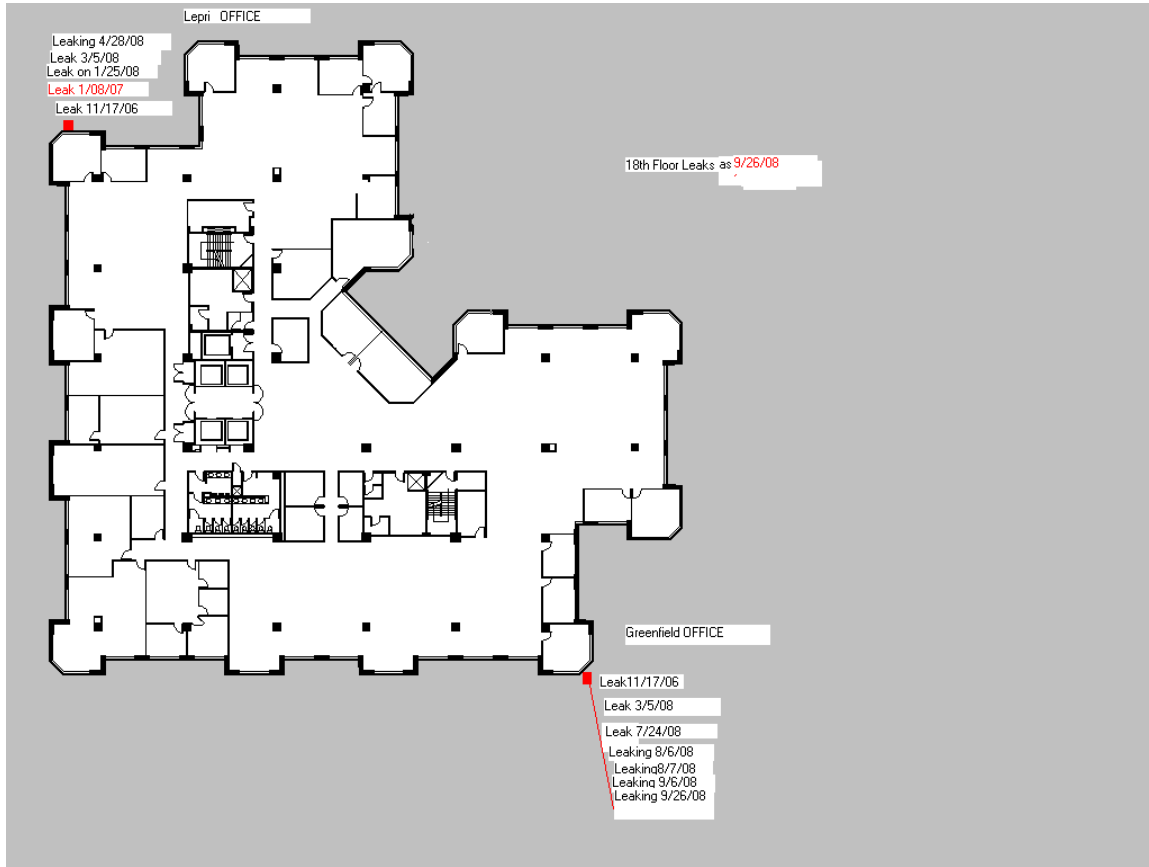 Lepri OFFICE
Leaking 4/28/08
Leak 3/5/08
Leak on 1/25/08
Leak 1/08/07
Leak 11/17/06
18th Floor Leaks as 9/26/08
Greenfield OFFICE
Leak11/17/06
Leak 3/5/08
Leak 7/24/08
Leaking 8/6/08
Leaking8/7/08
Leaking 9/6/08
Leaking 9/26/08